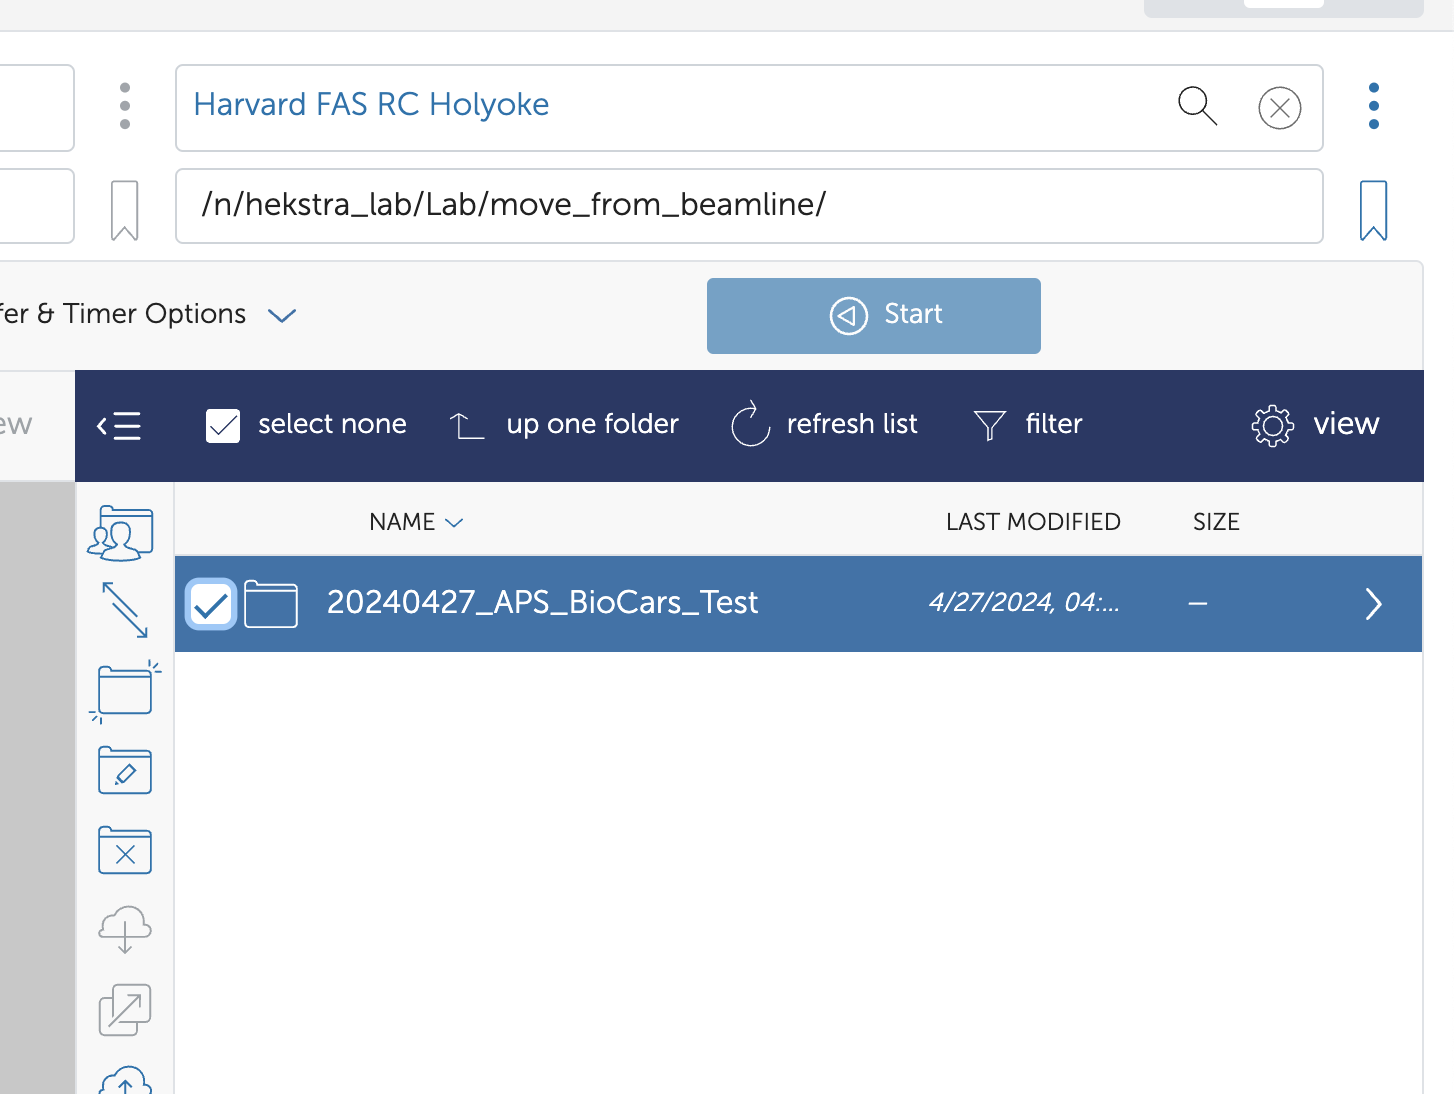 Harvard FAS RC Holyoke
/n/hekstra_lab/Lab/move_from_beamline/
fer & Timer Options
Start
ew
select none
up one folder
refresh list
filter
view
NAME
LAST MODIFIED
SIZE
20240427_APS_BioCars_Test
4/27/2024, 04:...
—